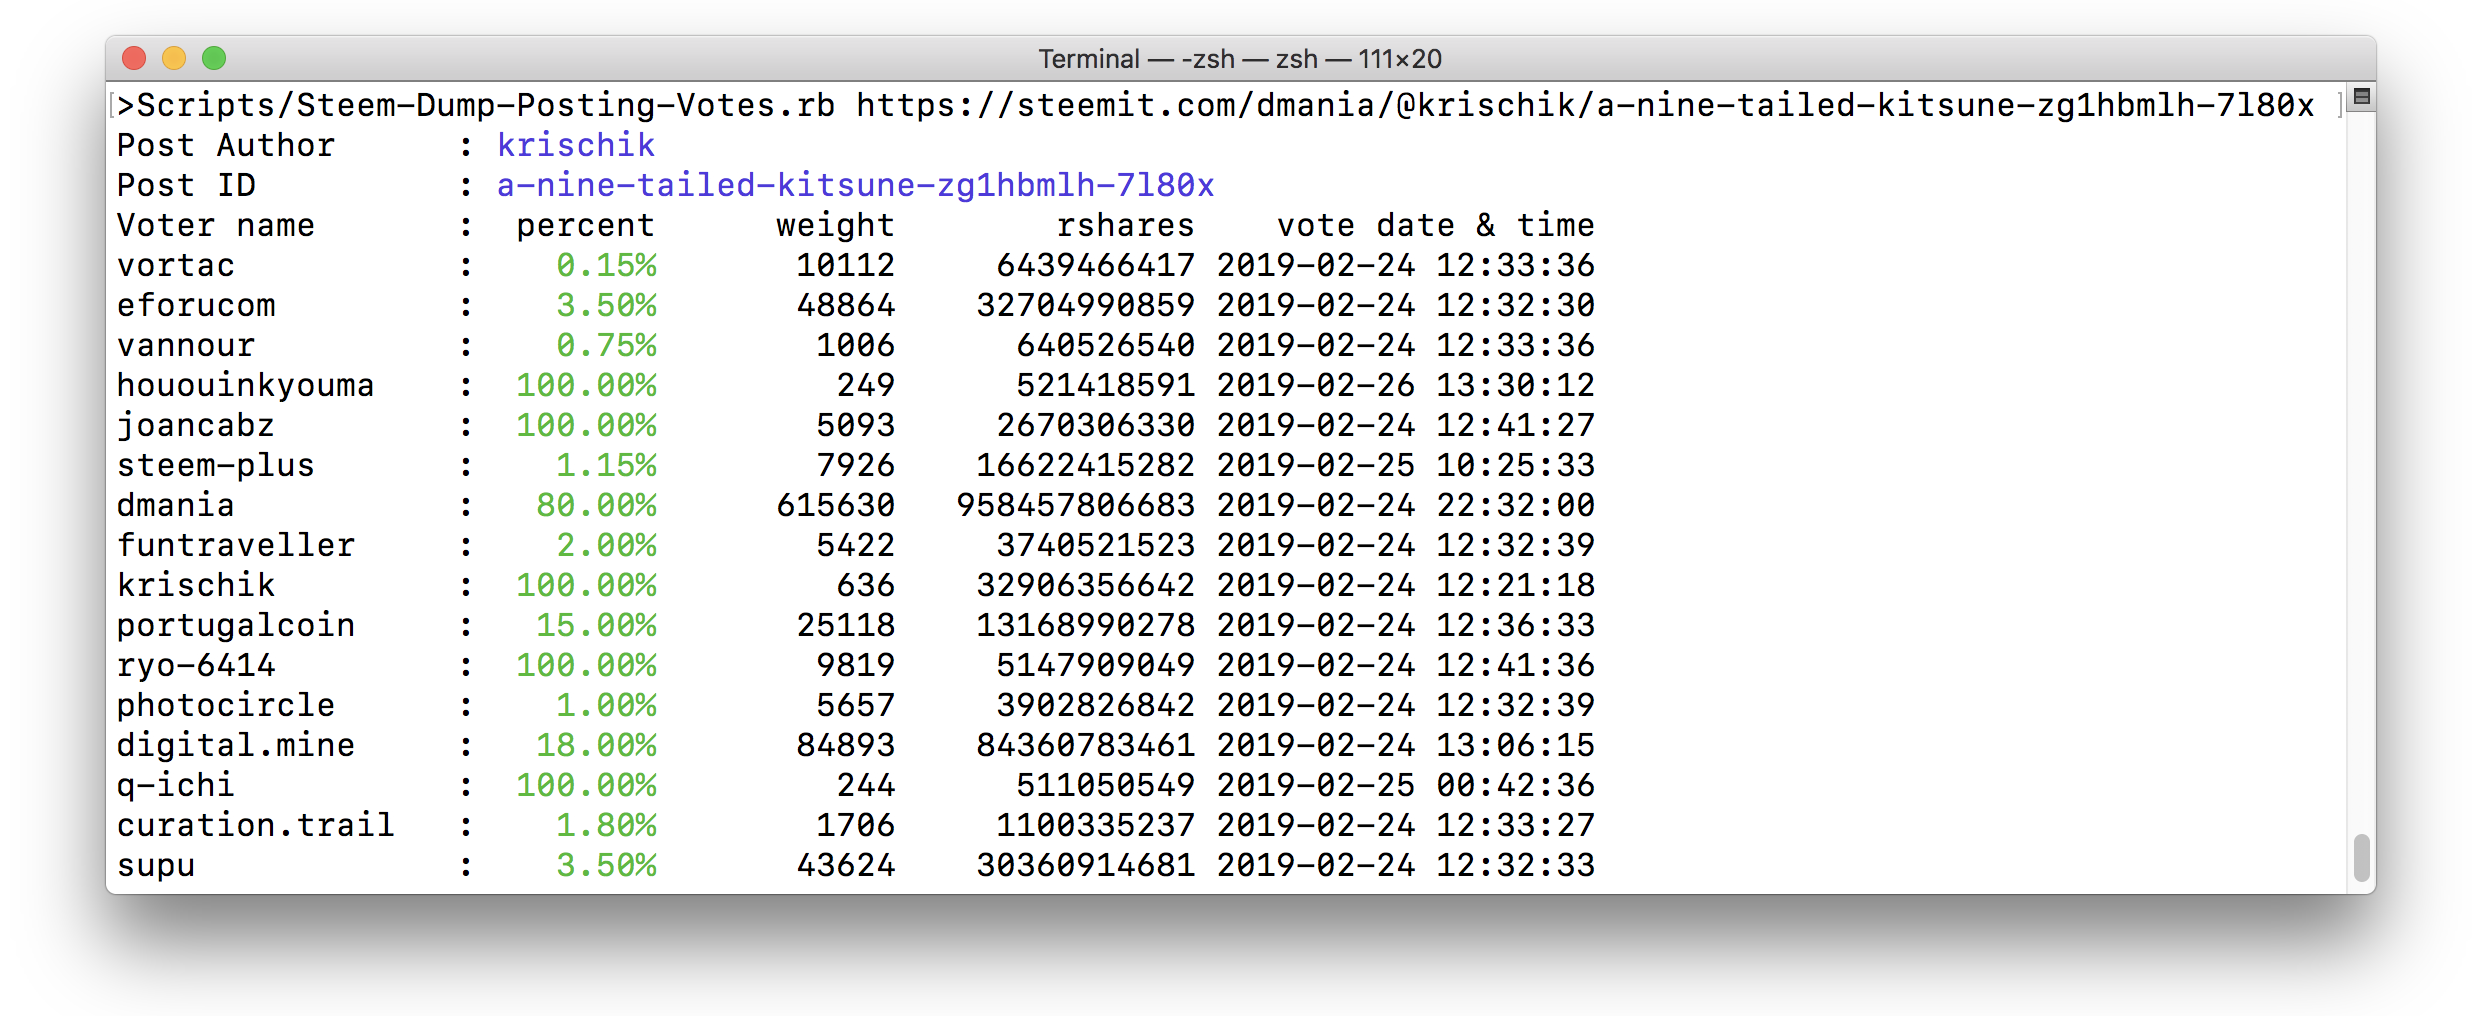 Terminal — -zsh — zsh — 111×20
>Scripts/Steem-Dump-Posting-Votes.rb https://steemit.com/dmania/@krischik/a-nine-tailed-kitsune-zg1hbmlh-7l80x
Post Author : krischik
Post ID : a-nine-tailed-kitsune-zg1hbmlh-7l80x
Voter name : percent weight rshares vote date & time
vortac : 0.15% 10112 6439466417 2019-02-24 12:33:36
eforucom : 3.50% 48864 32704990859 2019-02-24 12:32:30
vannour : 0.75% 1006 640526540 2019-02-24 12:33:36
hououinkyouma : 100.00% 249 521418591 2019-02-26 13:30:12
joancabz : 100.00% 5093 2670306330 2019-02-24 12:41:27
steem-plus : 1.15% 7926 16622415282 2019-02-25 10:25:33
dmania : 80.00% 615630 958457806683 2019-02-24 22:32:00
funtraveller : 2.00% 5422 3740521523 2019-02-24 12:32:39
krischik : 100.00% 636 32906356642 2019-02-24 12:21:18
portugalcoin : 15.00% 25118 13168990278 2019-02-24 12:36:33
ryo-6414 : 100.00% 9819 5147909049 2019-02-24 12:41:36
photocircle : 1.00% 5657 3902826842 2019-02-24 12:32:39
digital.mine : 18.00% 84893 84360783461 2019-02-24 13:06:15
q-ichi : 100.00% 244 511050549 2019-02-25 00:42:36
curation.trail : 1.80% 1706 1100335237 2019-02-24 12:33:27
supu : 3.50% 43624 30360914681 2019-02-24 12:32:33